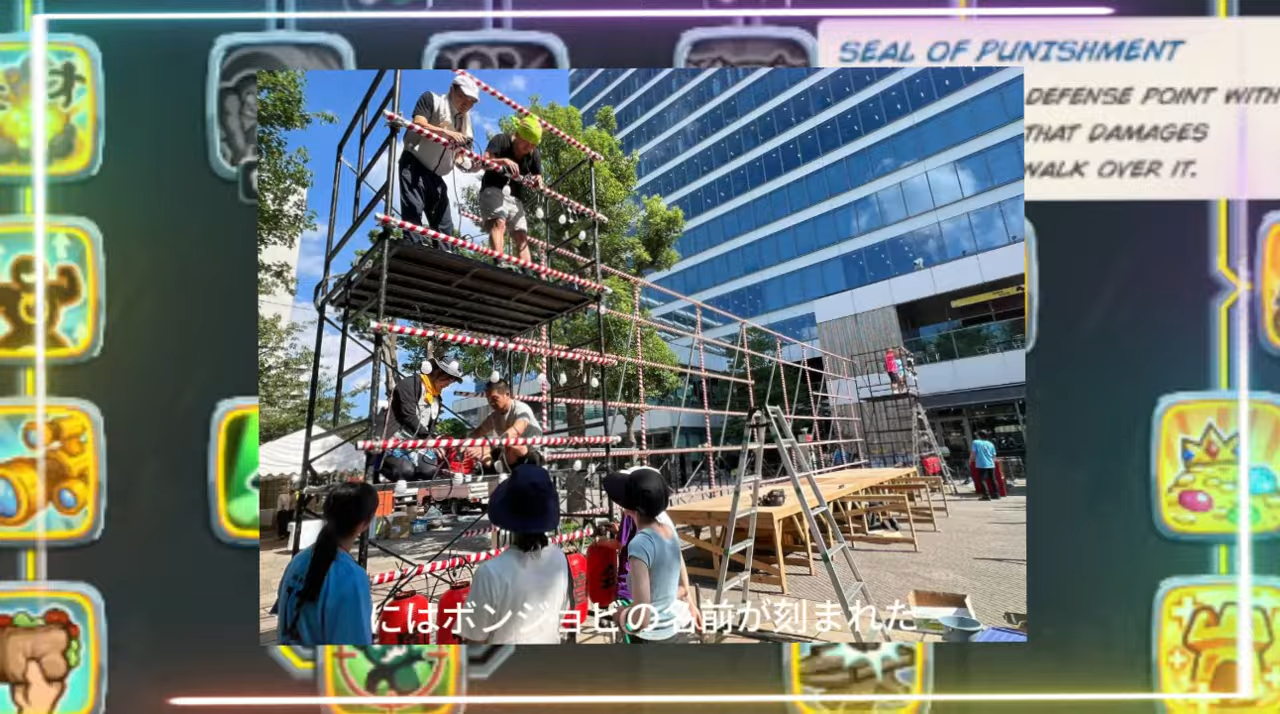 SEAL OF PUNISHMENT
DEFENSE POINT WITH
THAT DAMAGES
WALK OVER IT.
にはボンジョビの名前が刻まれた